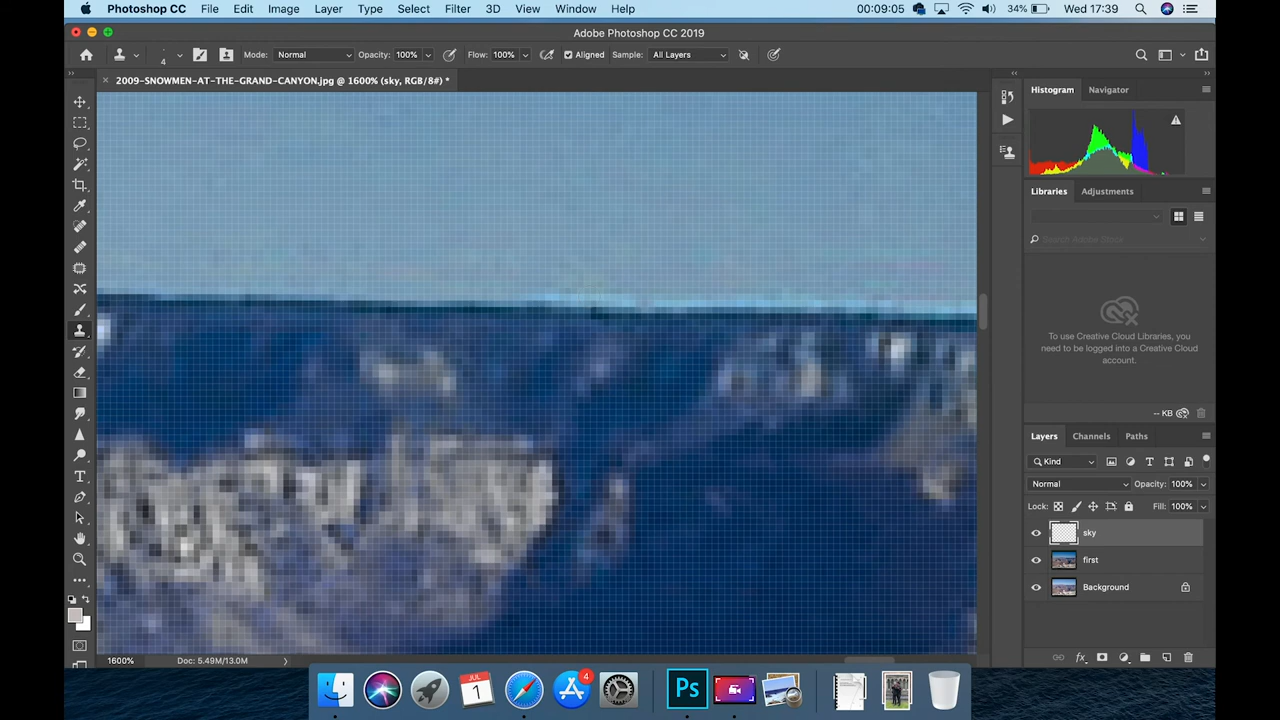 Photoshop CC File Edit Image Layer Type Select Filter 3D View Window Help 00:09:05 34% Wed 17:39
Adobe Photoshop CC 2019
4 Mode: Normal Opacity: 100% Flow: 100% Aligned Sample: All Layers
2009-SNOWMEN-AT-THE-GRAND-CANYON.jpg @ 1600% (sky, RGB/8#) *
Histogram Navigator
Libraries Adjustments
Search Adobe Stock
To use Creative Cloud Libraries, you
need to be logged into a Creative Cloud
account.
-- KB
Layers Channels Paths
Kind
Normal Opacity: 100%
Lock: Fill: 100%
sky
first
Background
1600% Doc: 5.49M/13.0M
JUL
1
4
Ps